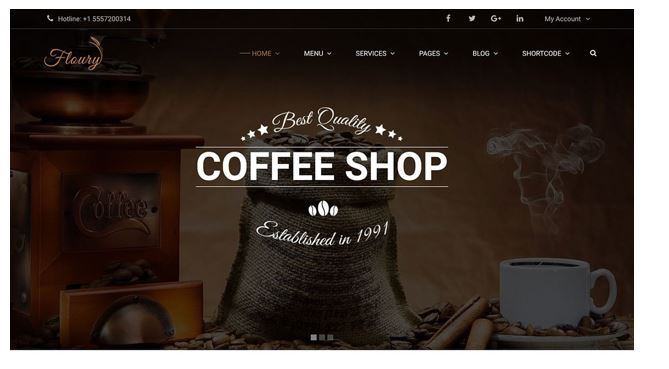 Hotline: +1 5557200314
My Account
Floury
HOME
MENU
SERVICES
PAGES
BLOG
SHORTCODE
Best Quality
COFFEE SHOP
Coffee
Established in 1991